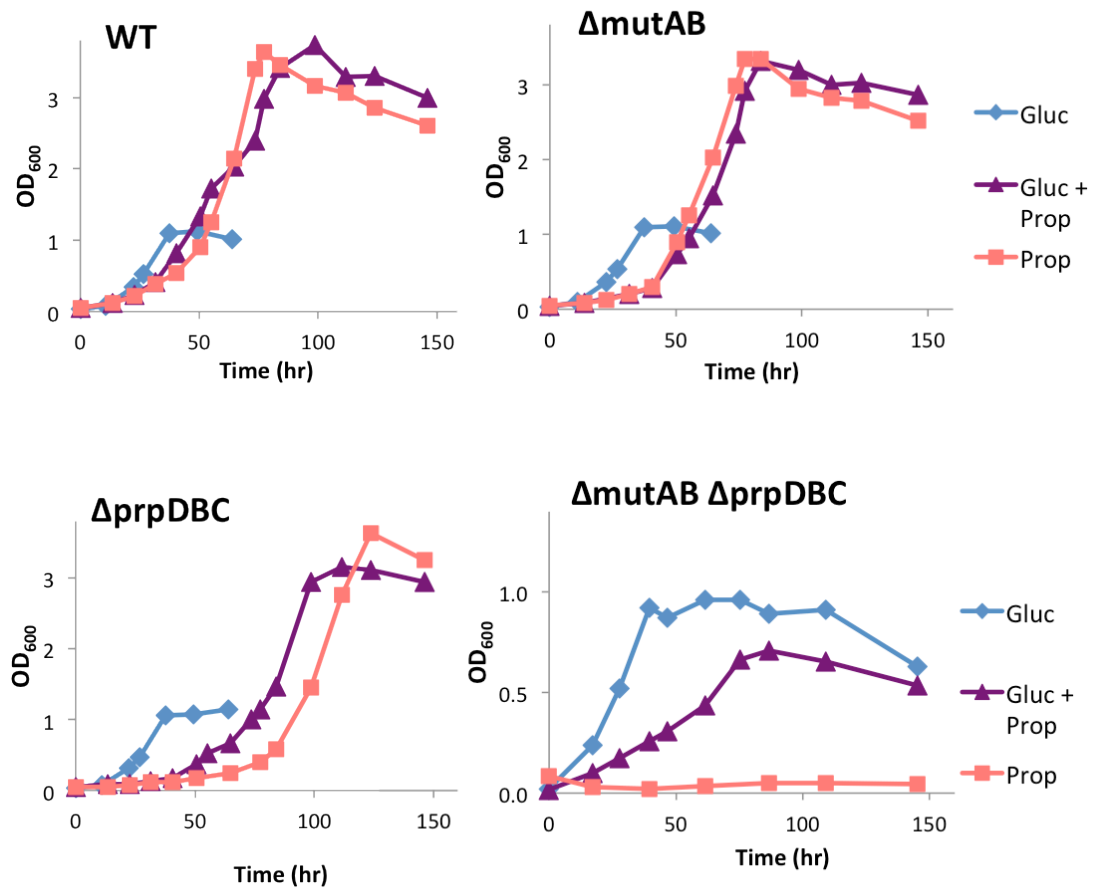 WT
3
2
1
0
OD600
0 50 100 150
Time (hr)
ΔmutAB
3
2
1
0
OD600
0 50 100 150
Time (hr)
Gluc
Gluc +
Prop
Prop
ΔprpDBC
3
2
1
0
OD600
0 50 100 150
Time (hr)
ΔmutAB ΔprpDBC
1.0
0.5
0.0
OD600
0 50 100 150
Time (hr)
Gluc
Gluc +
Prop
Prop